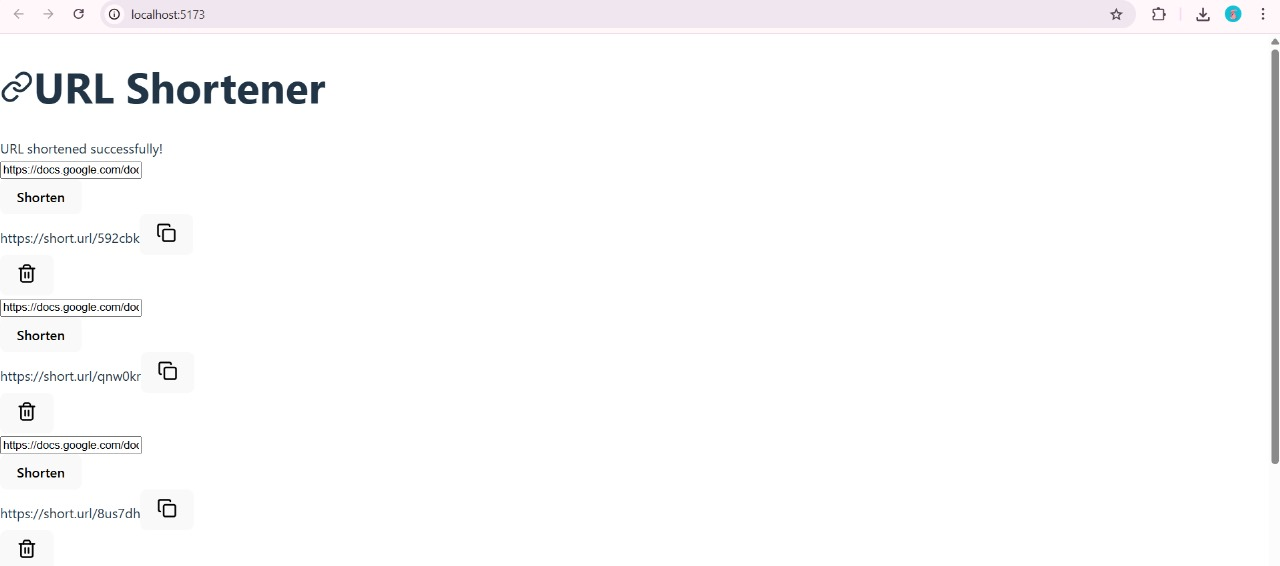 localhost:5173
URL Shortener
URL shortened successfully!
https://docs.google.com/doc
Shorten
https://short.url/592cbk
https://docs.google.com/doc
Shorten
https://short.url/qnw0kr
https://docs.google.com/doc
Shorten
https://short.url/8us7dh